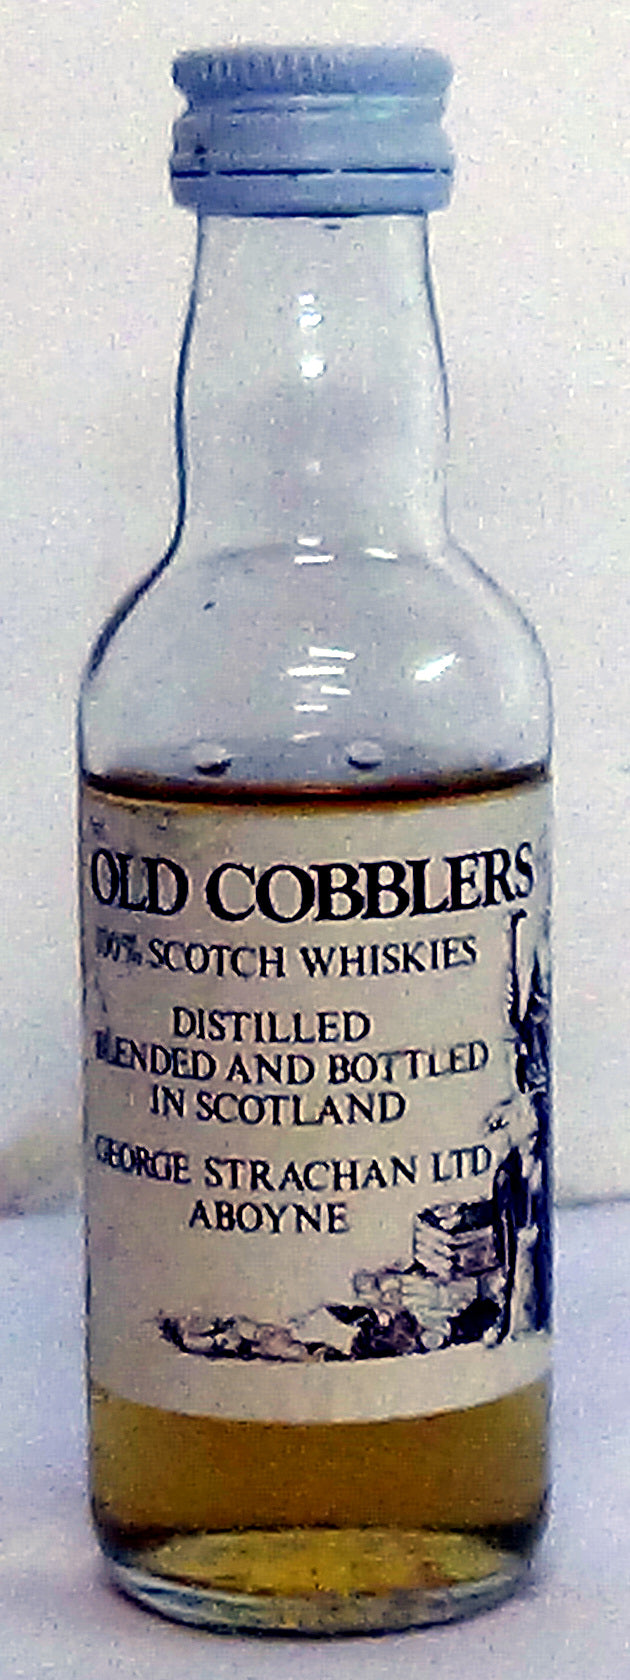 OLD COBBLERS
100% SCOTCH WHISKIES
DISTILLED
BLENDED AND BOTTLED
IN SCOTLAND
GEORGE STRACHAN LTD
ABOYNE